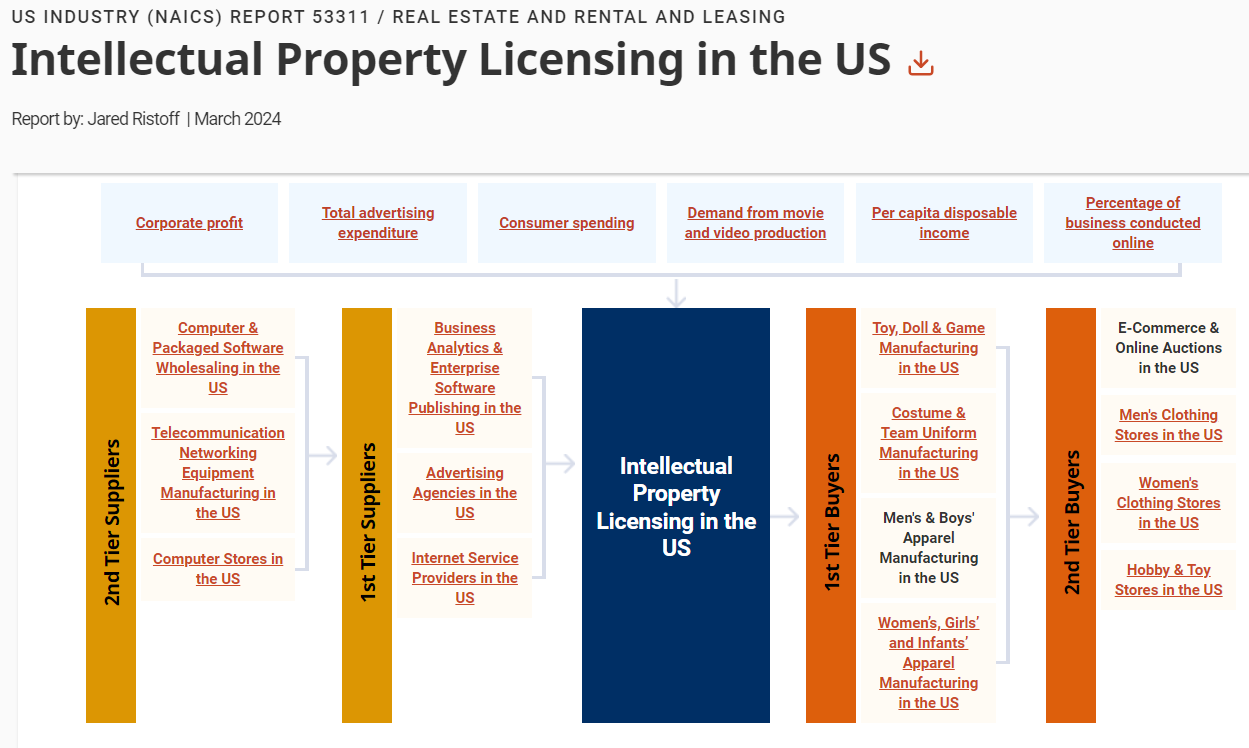 US INDUSTRY (NAICS) REPORT 53311 / REAL ESTATE AND RENTAL AND LEASING
Intellectual Property Licensing in the US
Report by: Jared Ristoff | March 2024
Corporate profit
Total advertising
expenditure
Consumer spending
Demand from movie
and video production
Per capita disposable
income
Percentage of
business conducted
online
2nd Tier Suppliers
Computer &
Packaged Software
Wholesaling in the
US
Telecommunication
Networking
Equipment
Manufacturing in
the US
Computer Stores in
the US
1st Tier Suppliers
Business
Analytics &
Enterprise
Software
Publishing in the
US
Advertising
Agencies in the
US
Internet Service
Providers in the
US
Intellectual
Property
Licensing in the
US
1st Tier Buyers
Toy, Doll & Game
Manufacturing
in the US
Costume &
Team Uniform
Manufacturing
in the US
Men's & Boys'
Apparel
Manufacturing
in the US
Women's, Girls'
and Infants'
Apparel
Manufacturing
in the US
2nd Tier Buyers
E-Commerce &
Online Auctions
in the US
Men's Clothing
Stores in the US
Women's
Clothing Stores
in the US
Hobby & Toy
Stores in the US